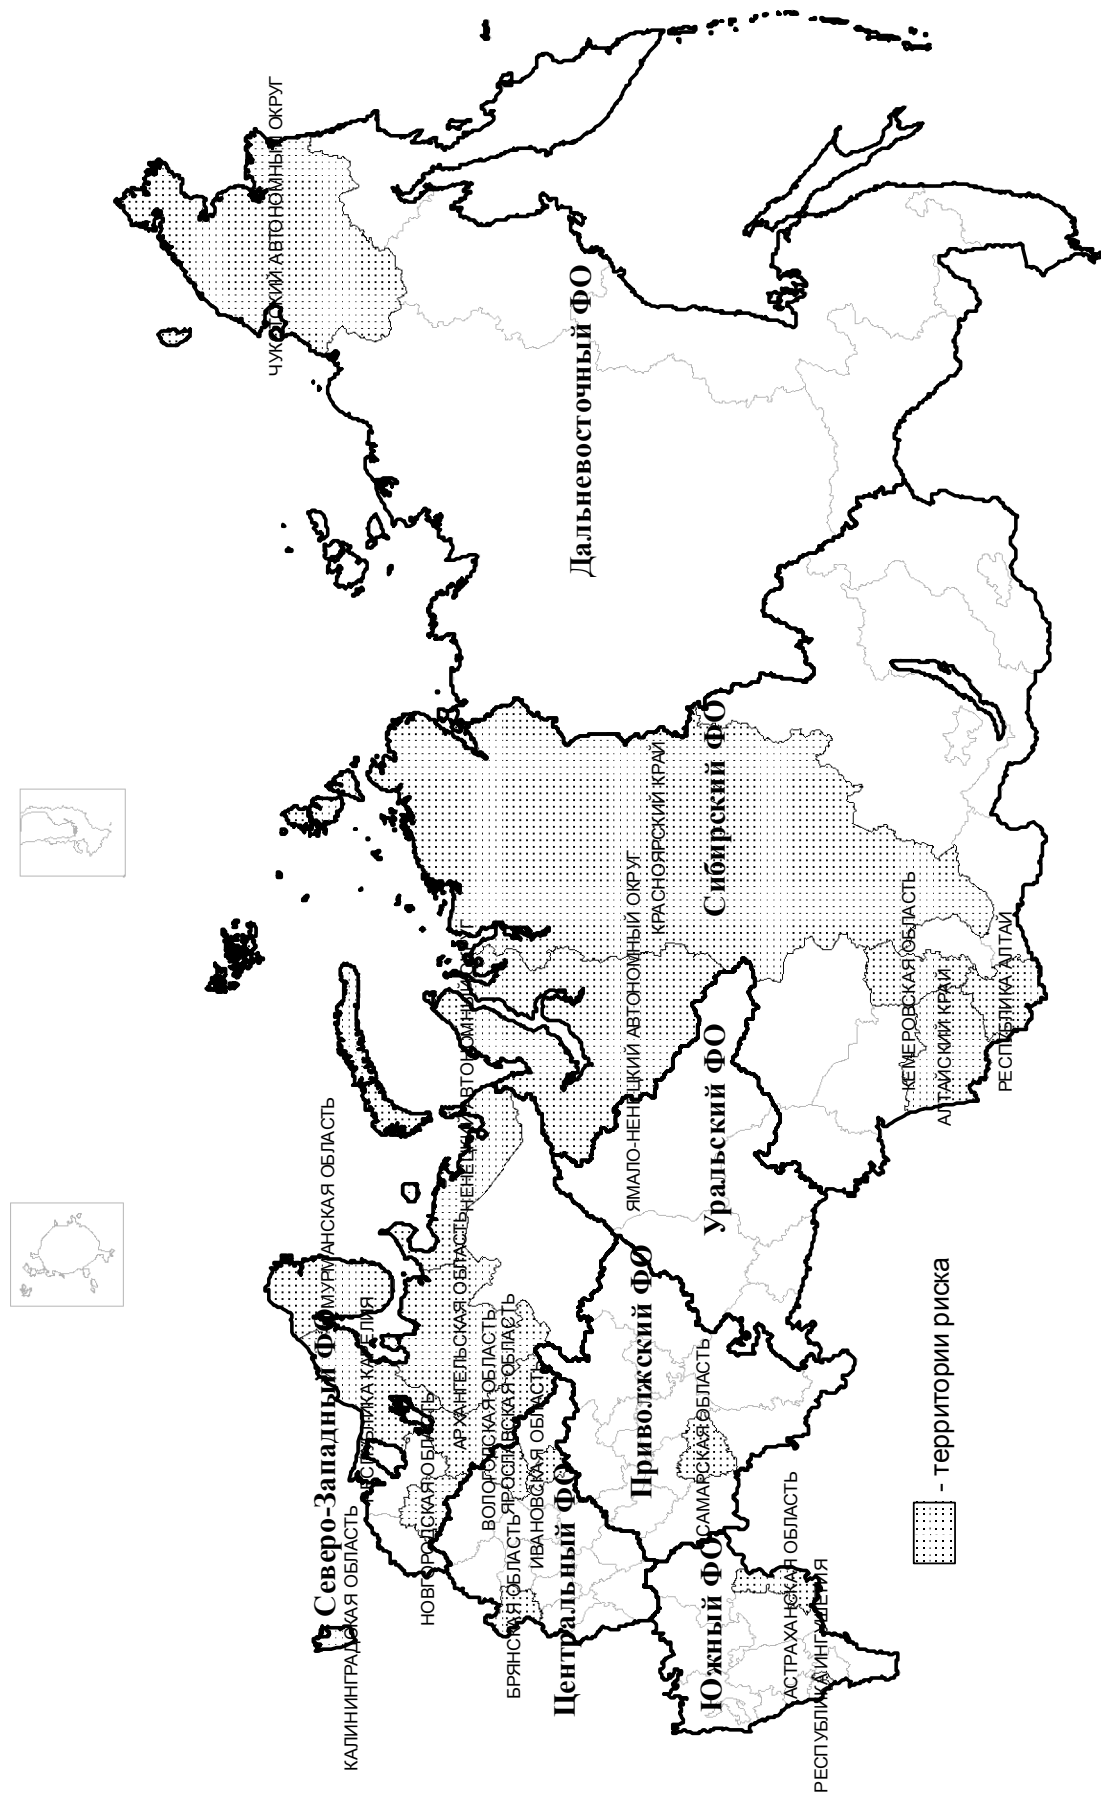 ЧУКОТСКИЙ АВТОНОМНЫЙ ОКРУГ
Дальневосточный ФО
КРАСНОЯРСКИЙ КРАЙ
Сибирский ФО
КЕМЕРОВСКАЯ ОБЛАСТЬ
АЛТАЙСКИЙ КРАЙ
РЕСПУБЛИКА АЛТАЙ
НЕНЕЦКИЙ АВТОНОМНЫЙ ОКРУГ
ЯМАЛО-НЕНЕЦКИЙ АВТОНОМНЫЙ ОКРУГ
Уральский ФО
МУРМАНСКАЯ ОБЛАСТЬ
Северо-Западный ФО
РЕСПУБЛИКА КАРЕЛИЯ
КАЛИНИНГРАДСКАЯ ОБЛАСТЬ
НОВГОРОДСКАЯ ОБЛАСТЬ
АРХАНГЕЛЬСКАЯ ОБЛАСТЬ
ВОЛОГОДСКАЯ ОБЛАСТЬ
ЯРОСЛАВСКАЯ ОБЛАСТЬ
БРЯНСКАЯ ОБЛАСТЬ
ИВАНОВСКАЯ ОБЛАСТЬ
Центральный ФО
Приволжский ФО
САМАРСКАЯ ОБЛАСТЬ
Южный ФО
АСТРАХАНСКАЯ ОБЛАСТЬ
РЕСПУБЛИКА ИНГУШЕТИЯ
- территории риска